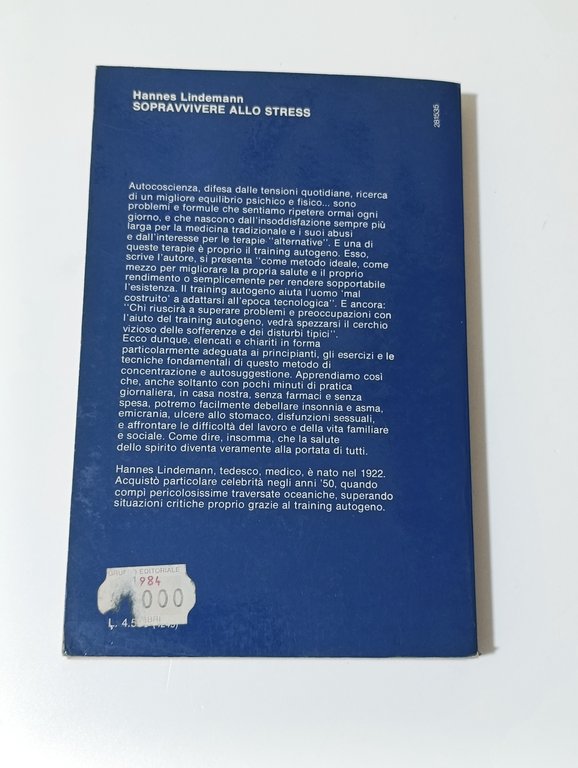 Hannes Lindemann
SOPRAVVIVERE ALLO STRESS
281535
Autocoscienza, difesa dalle tensioni quotidiane, ricerca
di un migliore equilibrio psichico e fisico... sono
problemi e formule che sentiamo ripetere ormai ogni
giorno, e che nascono dall'insoddisfazione sempre più
larga per la medicina tradizionale e i suoi abusi
e dall'interesse per le terapie "alternative". E una di
queste terapie è proprio il training autogeno. Esso,
scrive l'autore, si presenta "come metodo ideale, come
mezzo per migliorare la propria salute e il proprio
rendimento o semplicemente per rendere sopportabile
l'esistenza. Il training autogeno aiuta l'uomo 'mal
costruito' a adattarsi all'epoca tecnologica". E ancora:
"Chi riuscirà a superare problemi e preoccupazioni con
l'aiuto del training autogeno, vedrà spezzarsi il cerchio
vizioso delle sofferenze e dei disturbi tipici".
Ecco dunque, elencati e chiariti in forma
particolarmente adeguata ai principianti, gli esercizi e le
tecniche fondamentali di questo metodo di
concentrazione e autosuggestione. Apprendiamo così
che, anche soltanto con pochi minuti di pratica
giornaliera, in casa nostra, senza farmaci e senza
spesa, potremo facilmente debellare insonnia e asma,
emicrania, ulcere allo stomaco, disfunzioni sessuali,
e affrontare le difficoltà del lavoro e della vita familiare
e sociale. Come dire, insomma, che la salute
dello spirito diventa veramente alla portata di tutti.
Hannes Lindemann, tedesco, medico, è nato nel 1922.
Acquistò particolare celebrità negli anni '50, quando
compì pericolosissime traversate oceaniche, superando
situazioni critiche proprio grazie al training autogeno.
EDITORIALE
1984
000
L. 4.5